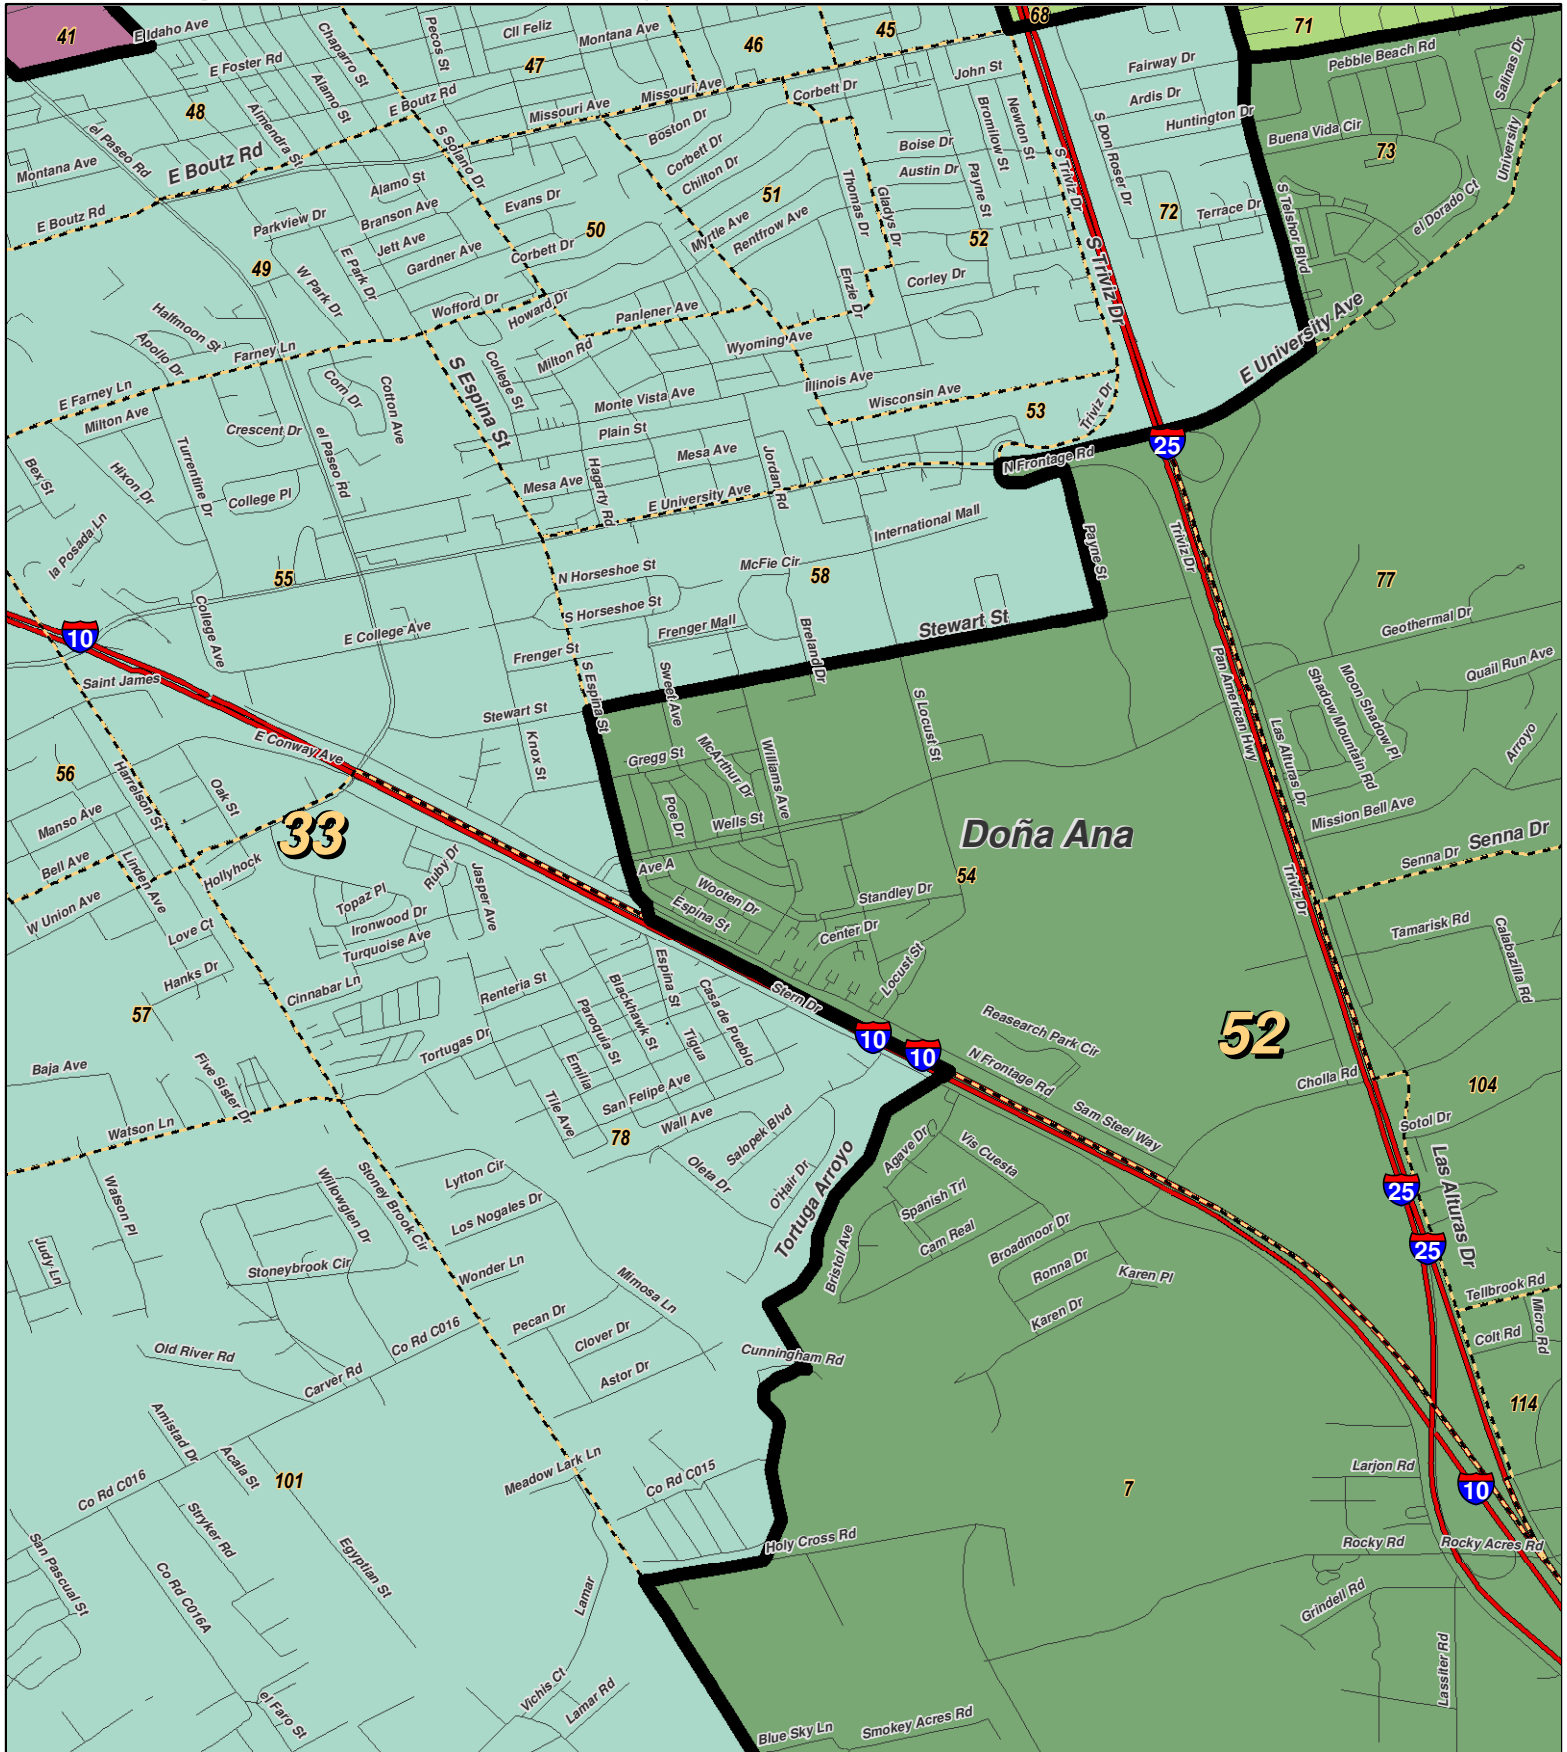 41
E Idaho Ave
Chaparro St
Pecos St
Cll Feliz
Montana Ave
46
45
68
71
Fairway Dr
Pebble Beach Rd
Salinas Dr
E Foster Rd
Alamo St
47
John St
Ardis Dr
48
Almendra St
E Boutz Rd
Missouri Ave
Missouri Ave
Corbett Dr
Bromilow St
Newton St
S Don Roser Dr
Huntington Dr
Buena Vida Cir
University
el Paseo Rd
E Boutz Rd
S Solano Dr
Boston Dr
Corbett Dr
Chilton Dr
Boise Dr
Austin Dr
S Triviz Dr
73
Montana Ave
Alamo St
Evans Dr
51
Thomas Dr
Gladys Dr
Payne St
72
Terrace Dr
S Telshor Blvd
el Dorado Ct
E Boutz Rd
Parkview Dr
Branson Ave
50
Myrtle Ave
Rentfrow Ave
52
S Triviz Dr
Jett Ave
Gardner Ave
Corbett Dr
49
W Park Dr
E Park Dr
Enzie Dr
Corley Dr
Halfmoon St
Apollo Dr
Wofford Dr
Howard Dr
Panlener Ave
E University Ave
Farney Ln
Wyoming Ave
S Espina St
College St
Milton Rd
E Farney Ln
Milton Ave
Corn Dr
Cotton Ave
Monte Vista Ave
Illinois Ave
Wisconsin Ave
53
Triviz Dr
Crescent Dr
el Paseo Rd
Plain St
Mesa Ave
Jordan Rd
25
N Frontage Rd
Bex St
Hixon Dr
Turrentine Dr
College Pl
Mesa Ave
Hagarty Rd
E University Ave
la Posada Ln
International Mall
Payne St
Triviz Dr
55
N Horseshoe St
McFie Cir
58
77
S Horseshoe St
10
College Ave
E College Ave
Frenger Mall
Stewart St
Geothermal Dr
Frenger St
S Espina St
Sweet Ave
Breland Dr
Pan American Hwy
Quail Run Ave
Saint James
Moon Shadow Pl
Shadow Mountain Rd
Stewart St
S Locust St
Las Alturas Dr
Arroyo
E Conway Ave
Knox St
Gregg St
McArthur Dr
Williams Ave
56
Harrelson St
Oak St
Manso Ave
33
Poe Dr
Wells St
Doña Ana
Mission Bell Ave
Senna Dr
Senna Dr
Bell Ave
Linden Ave
Hollyhock
Ruby Dr
Ave A
54
Triviz Dr
W Union Ave
Topaz Pl
Jasper Ave
Wooten Dr
Espina St
Standley Dr
Ironwood Dr
Love Ct
Turquoise Ave
Center Dr
Tamarisk Rd
Calabazilla Rd
Hanks Dr
Cinnabar Ln
Renteria St
Espina St
Casa de Pueblo
Stern Dr
Locust St
57
Paroquia St
Blackhawk St
Tigua
10
10
Reasearch Park Cir
52
Baja Ave
Five Sister Dr
Tortugas Dr
Emilia
N Frontage Rd
Cholla Rd
104
Tile Ave
San Felipe Ave
Sam Steel Way
Sotol Dr
Watson Ln
78
Wall Ave
Salopek Blvd
Agave Dr
Vis Cuesta
Watson Pl
Willowglen Dr
Stoney Brook Cir
Lytton Cir
Oleta Dr
O'Hair Dr
Tortuga Arroyo
Spanish Trl
25
Las Alturas Dr
Los Nogales Dr
Cam Real
Broadmoor Dr
25
Judy Ln
Stoneybrook Cir
Wonder Ln
Bristol Ave
Ronna Dr
Karen Pl
Mimosa Ln
Tellbrook Rd
Pecan Dr
Karen Dr
Micro Rd
Co Rd C016
Clover Dr
Colt Rd
Old River Rd
Cunningham Rd
Carver Rd
Astor Dr
114
Amistad Dr
Acala St
Meadow Lark Ln
Co Rd C015
Larjon Rd
Co Rd C016
101
7
10
Stryker Rd
Holy Cross Rd
Rocky Rd
Rocky Acres Rd
San Pascual St
Co Rd C016A
Egyptian St
Lamar
Grindell Rd
Lassiter Rd
el Faro St
Vichis Ct
Lamar Rd
Blue Sky Ln
Smokey Acres Rd